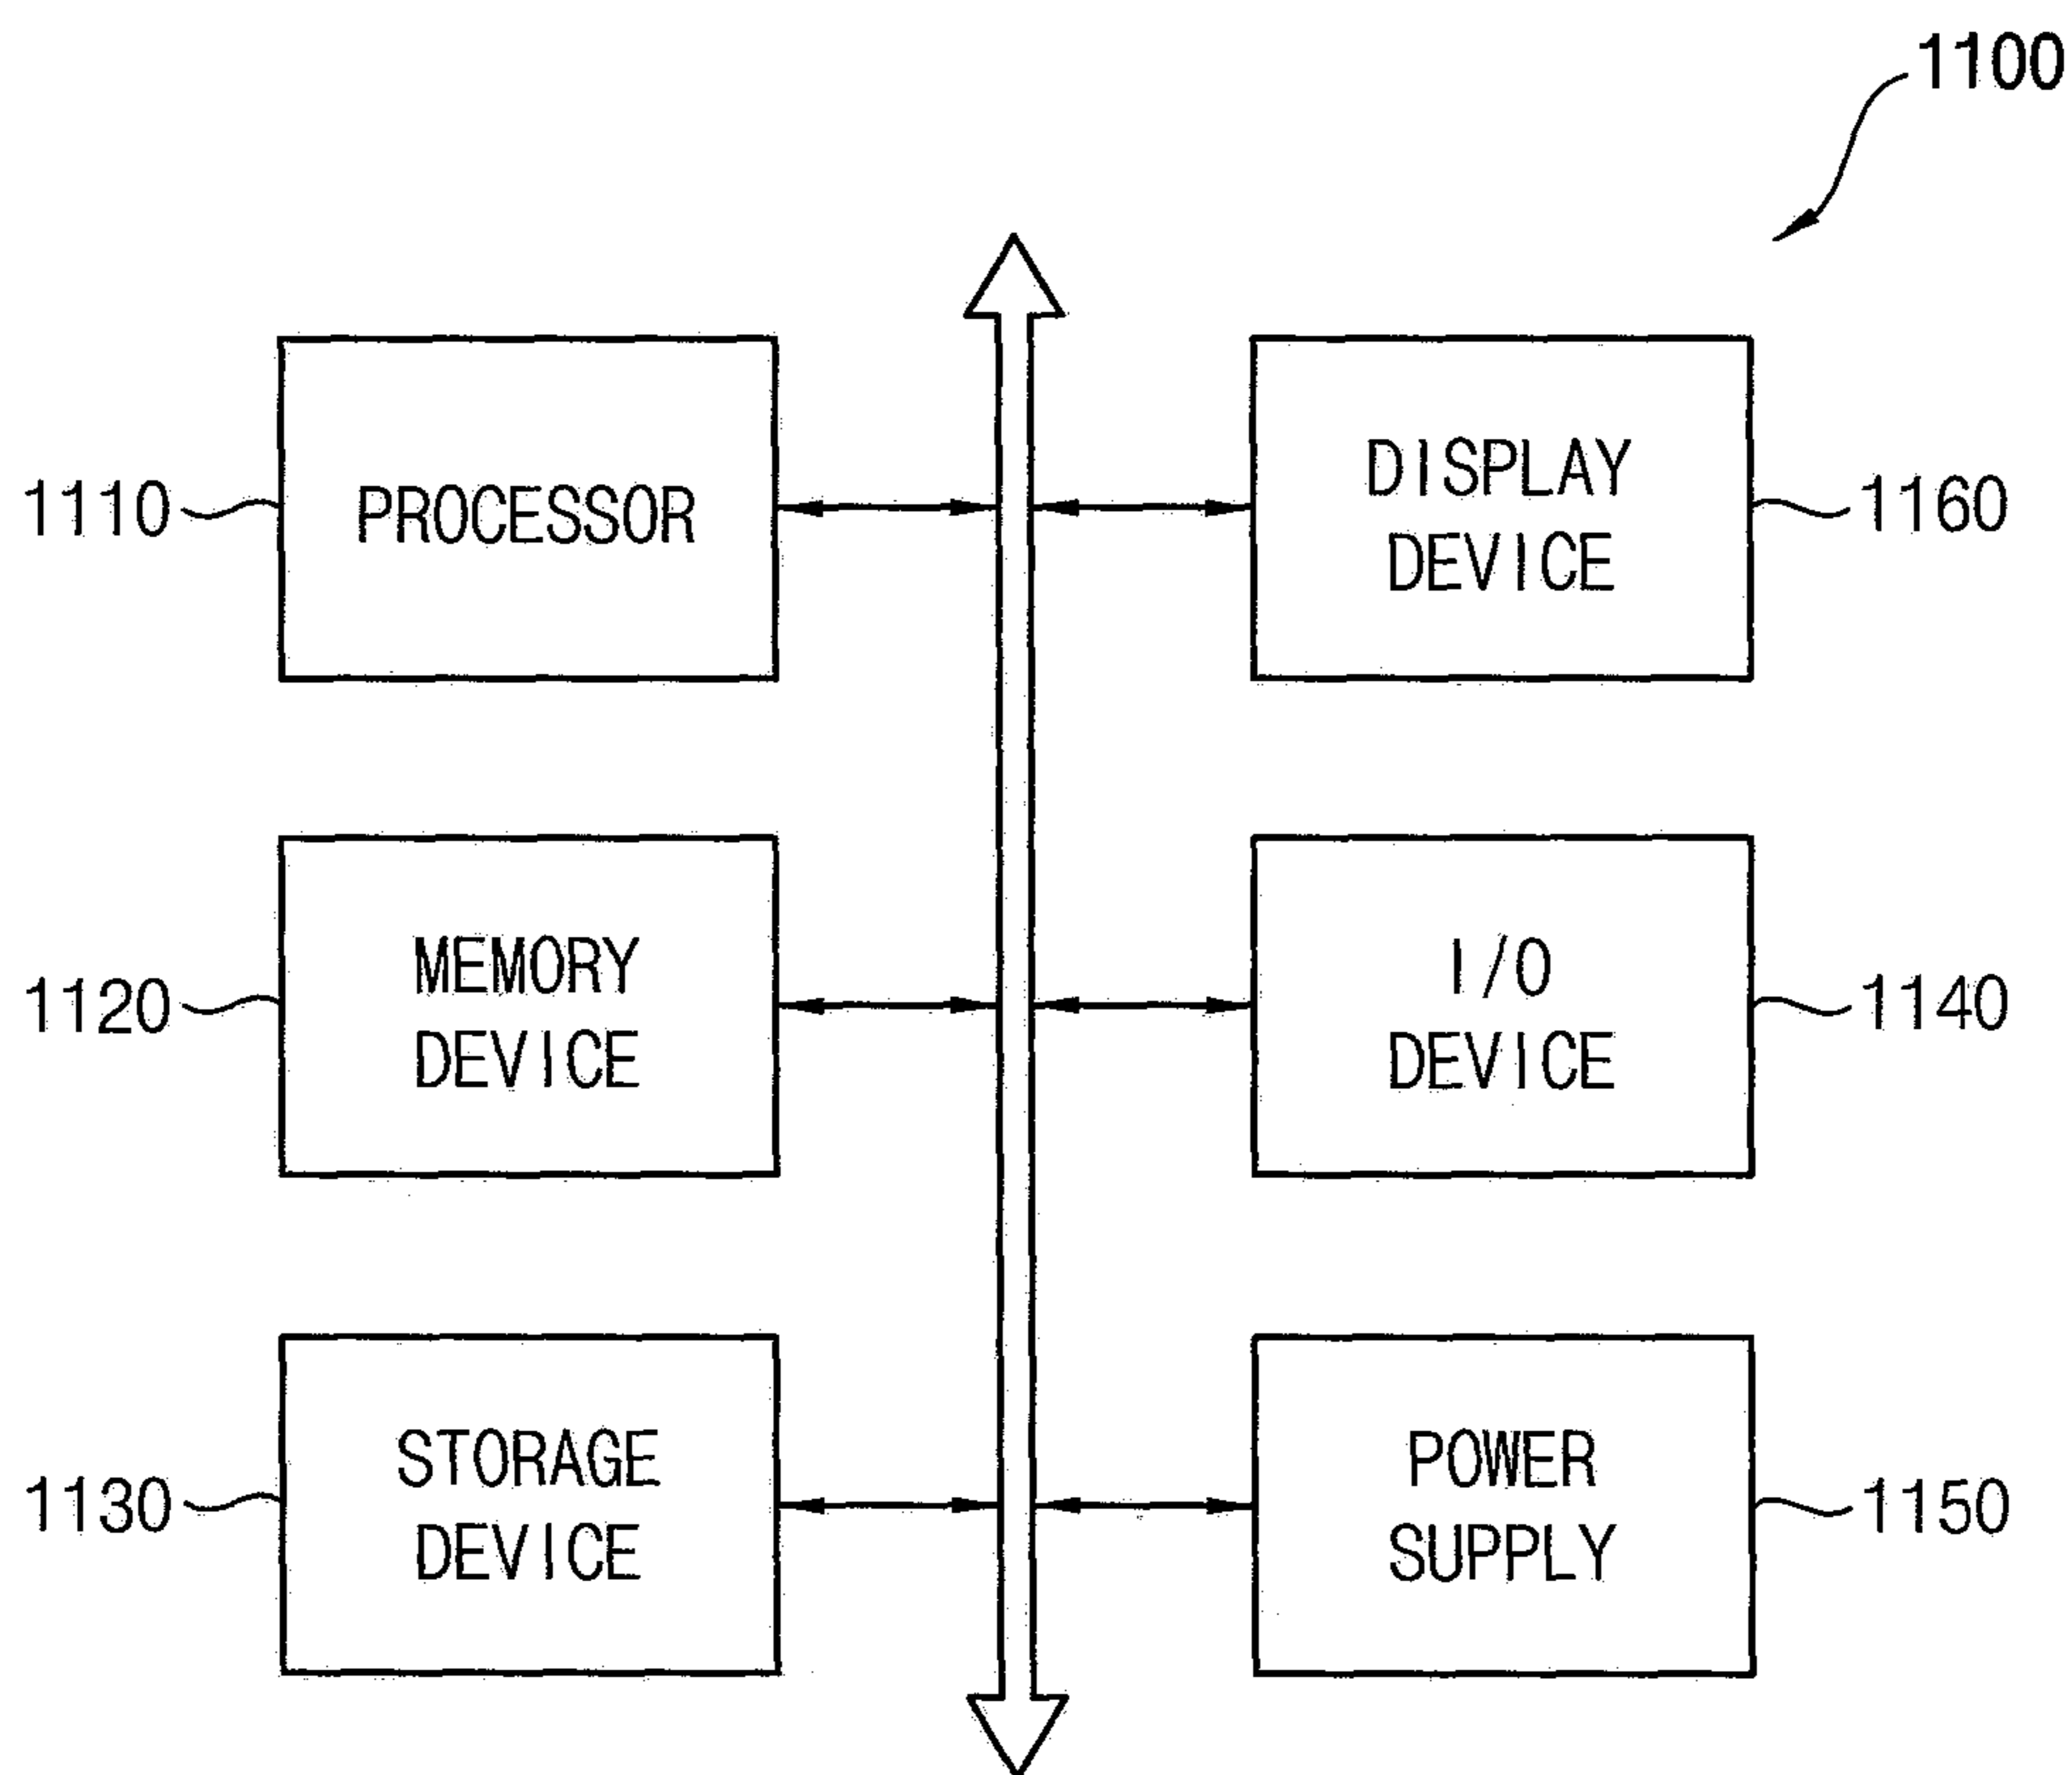 1100
1110
PROCESSOR
DISPLAY
DEVICE
1160
1120
MEMORY
DEVICE
I/O
DEVICE
1140
1130
STORAGE
DEVICE
POWER
SUPPLY
1150